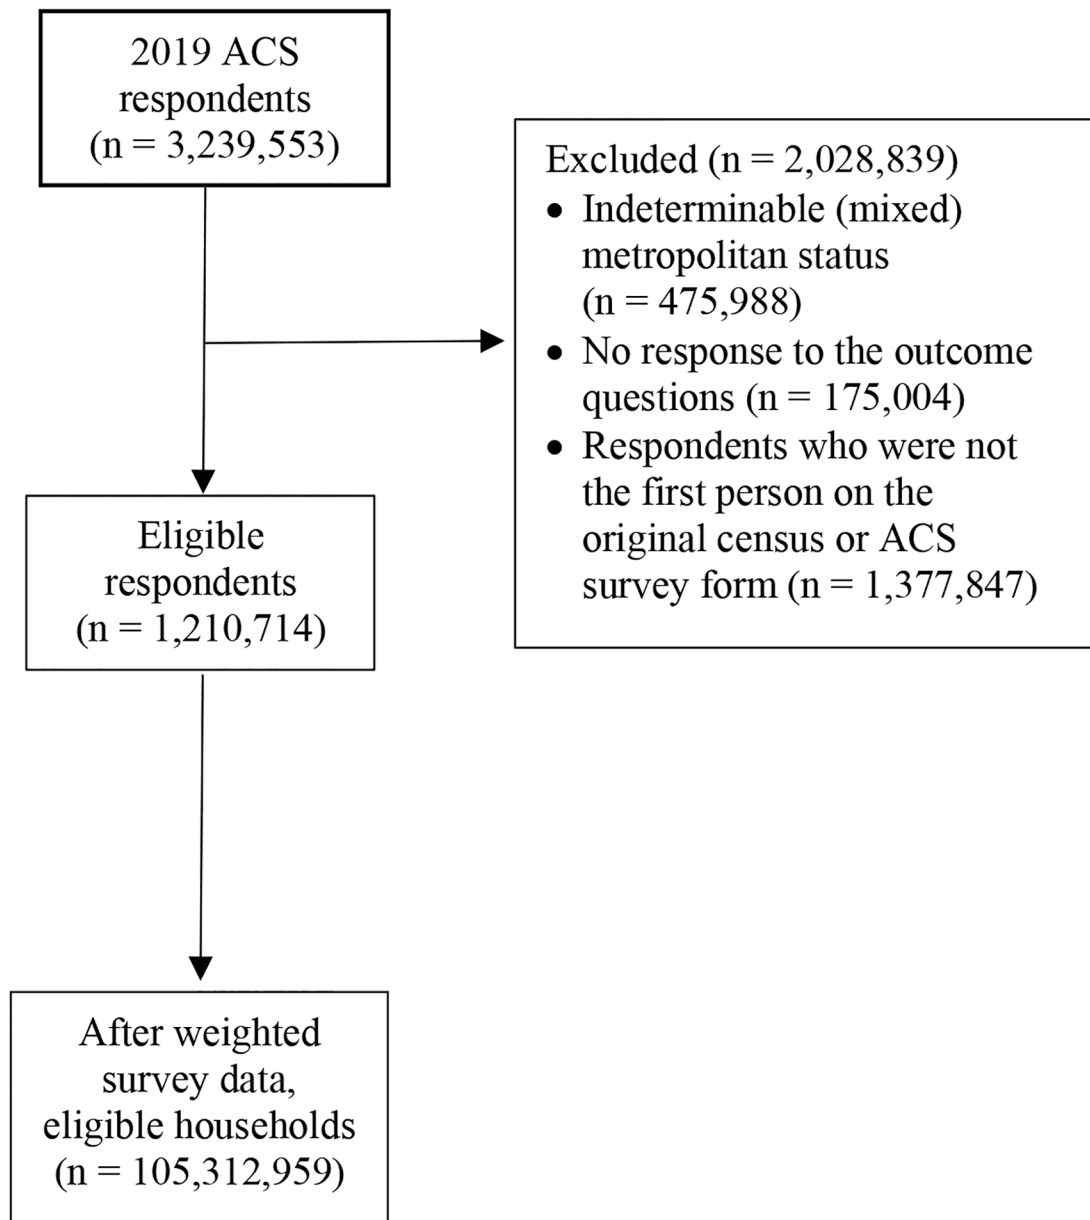 2019 ACS
respondents
(n = 3,239,553)
Excluded (n = 2,028,839)
• Indeterminable (mixed)
metropolitan status
(n = 475,988)
• No response to the outcome
questions (n = 175,004)
• Respondents who were not
the first person on the
original census or ACS
survey form (n = 1,377,847)
Eligible
respondents
(n = 1,210,714)
After weighted
survey data,
eligible households
(n = 105,312,959)